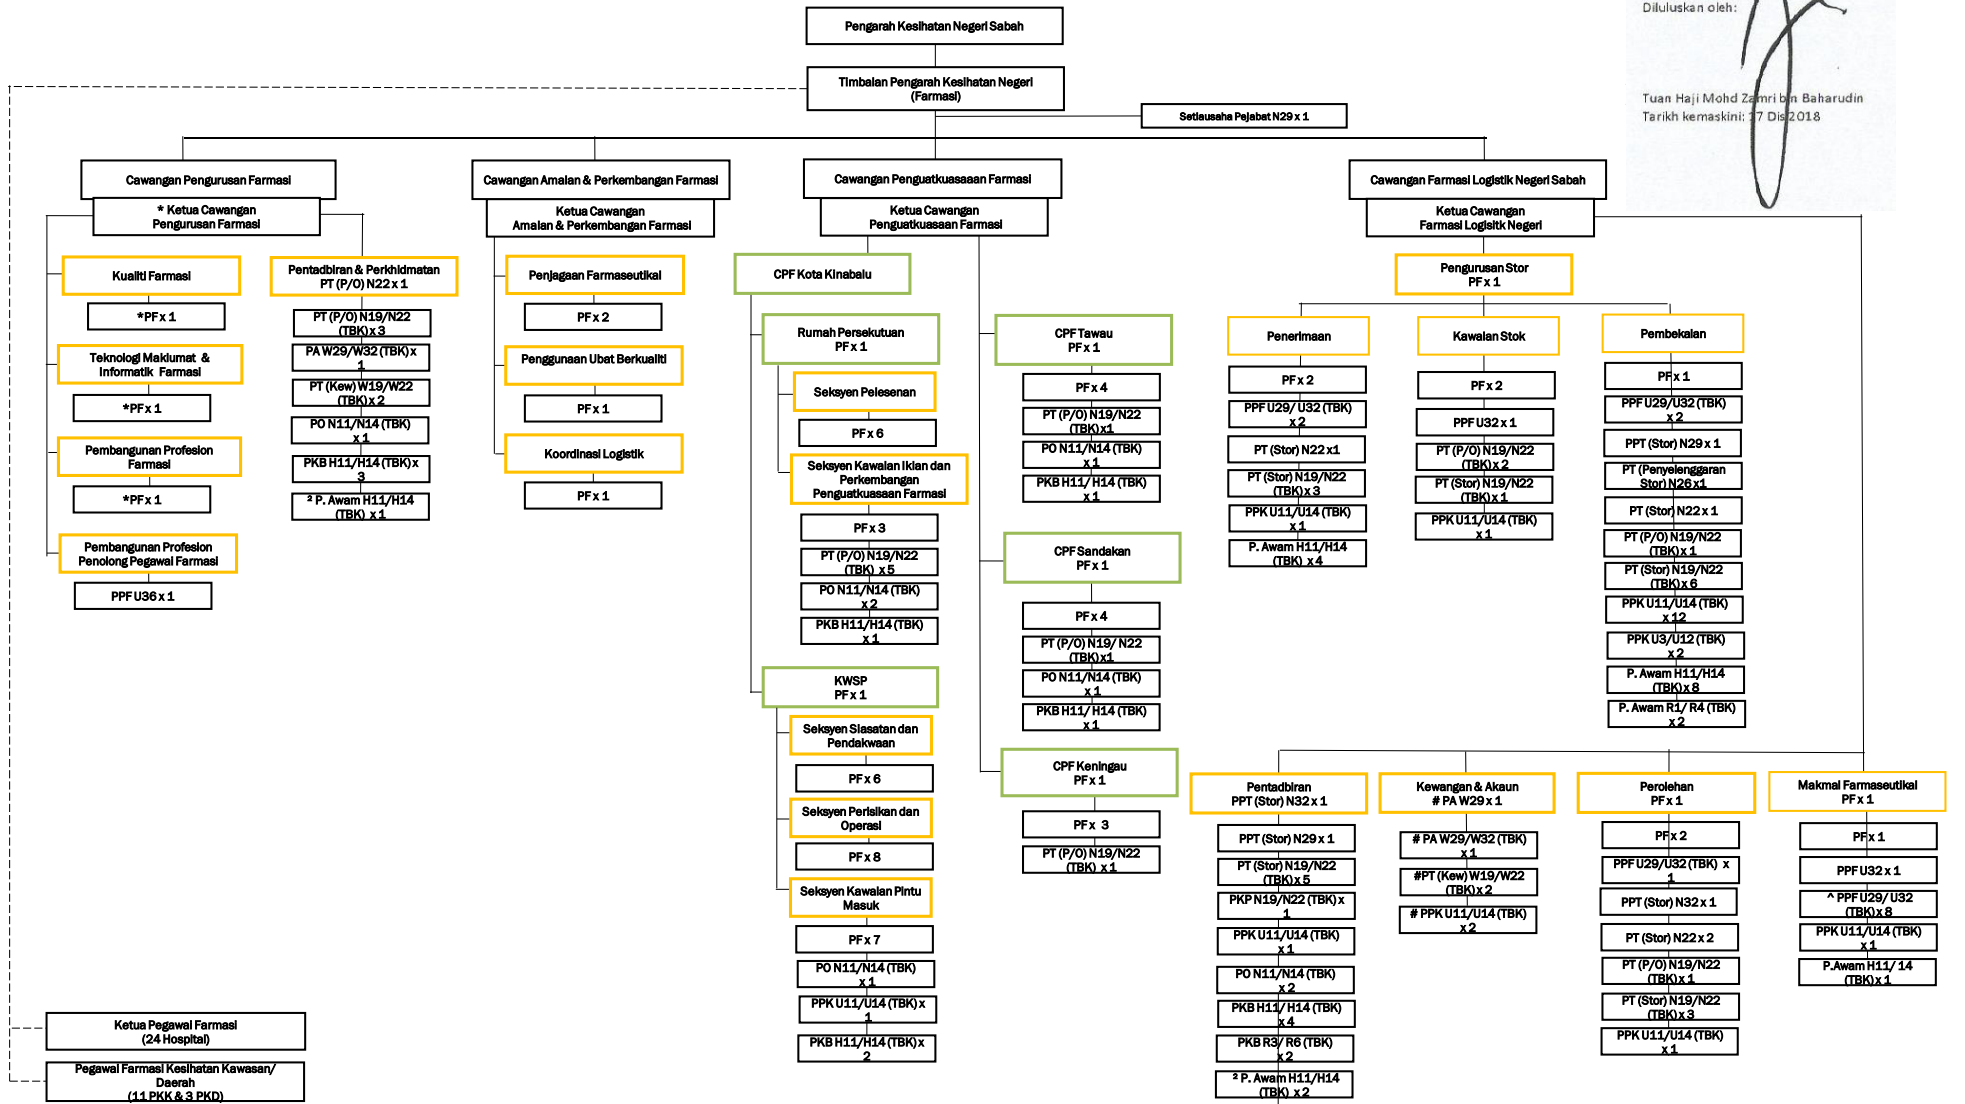 Diluluskan oleh:
Tuan Haji Mohd Zamri bin Baharudin
Tarikh kemaskini: 17 Dis 2018
Pengarah Kesihatan Negeri Sabah
Timbalan Pengarah Kesihatan Negeri
(Farmasi)
Setiausaha Pejabat N29 x 1
Cawangan Pengurusan Farmasi
* Ketua Cawangan
Pengurusan Farmasi
Kualiti Farmasi
*PF x 1
Teknologi Maklumat &
Informatik Farmasi
*PF x 1
Pembangunan Profesion
Farmasi
*PF x 1
Pembangunan Profesion
Penolong Pegawai Farmasi
PPF U36 x 1
Pentadbiran & Perkhidmatan
PT (P/O) N22 x 1
PT (P/O) N19/N22
(TBK) x 3
PA W29/W32 (TBK) x
1
PT (Kew) W19/W22
(TBK) x 2
PO N11/N14 (TBK)
x 1
PKB H11/H14 (TBK) x
3
² P. Awam H11/H14
(TBK) x 1
Cawangan Amalan & Perkembangan Farmasi
Ketua Cawangan
Amalan & Perkembangan Farmasi
Penjagaan Farmaseutikal
PF x 2
Penggunaan Ubat Berkualiti
PF x 1
Koordinasi Logistik
PF x 1
Cawangan Penguatkuasaaan Farmasi
Ketua Cawangan
Penguatkuasaan Farmasi
CPF Kota Kinabalu
Rumah Persekutuan
PF x 1
Seksyen Pelesenan
PF x 6
Seksyen Kawalan Iklan dan
Perkembangan
Penguatkuasaan Farmasi
PF x 3
PT (P/O) N19/N22
(TBK) x 5
PO N11/N14 (TBK)
x 2
PKB H11/H14 (TBK)
x 1
KWSP
PF x 1
Seksyen Siasatan dan
Pendakwaan
PF x 6
Seksyen Perisikan dan
Operasi
PF x 8
Seksyen Kawalan Pintu
Masuk
PF x 7
PO N11/N14 (TBK)
x 1
PPK U11/U14 (TBK) x
1
PKB H11/H14 (TBK) x
2
CPF Tawau
PF x 1
PF x 4
PT (P/O) N19/N22
(TBK)x1
PO N11/N14 (TBK)
x 1
PKB H11/ H14 (TBK)
x 1
CPF Sandakan
PF x 1
PF x 4
PT (P/O) N19/ N22
(TBK)x1
PO N11/N14 (TBK)
x 1
PKB H11/ H14 (TBK)
x 1
CPF Keningau
PF x 1
PF x 3
PT (P/O) N19/N22
(TBK) x 1
Cawangan Farmasi Logistik Negeri Sabah
Ketua Cawangan
Farmasi Logisitk Negeri
Pengurusan Stor
PF x 1
Penerimaan
PF x 2
PPF U29/ U32 (TBK)
x 2
PT (Stor) N22 x1
PT (Stor) N19/N22
(TBK) x 3
PPK U11/U14 (TBK)
x 1
P. Awam H11/H14
(TBK) x 4
Kawalan Stok
PF x 2
PPF U32 x 1
PT (P/O) N19/N22
(TBK) x 2
PT (Stor) N19/N22
(TBK) x 1
PPK U11/U14 (TBK)
x 1
Pembekalan
PF x 1
PPF U29/U32 (TBK)
x 2
PPT (Stor) N29 x 1
PT (Penyelenggaran
Stor) N26 x1
PT (Stor) N22 x 1
PT (P/O) N19/N22
(TBK) x 1
PT (Stor) N19/N22
(TBK) x 6
PPK U11/U14 (TBK)
x 12
PPK U3/U12 (TBK)
x 2
P. Awam H11/H14
(TBK) x 8
P. Awam R1/ R4 (TBK)
x 2
Pentadbiran
PPT (Stor) N32 x 1
PPT (Stor) N29 x 1
PT (Stor) N19/N22
(TBK) x 5
PKP N19/N22 (TBK) x
1
PPK U11/U14 (TBK)
x 1
PO N11/N14 (TBK)
x 2
PKB H11/ H14 (TBK)
x 4
PKB R3/ R6 (TBK)
x 2
² P. Awam H11/H14
(TBK) x 2
Kewangan & Akaun
# PA W29 x 1
# PA W29/W32 (TBK)
x 1
#PT (Kew) W19/W22
(TBK) x 2
# PPK U11/U14 (TBK)
x 2
Perolehan
PF x 1
PF x 2
PPF U29/U32 (TBK) x
1
PPT (Stor) N32 x 1
PT (Stor) N22 x 2
PT (P/O) N19/N22
(TBK) x 1
PT (Stor) N19/N22
(TBK) x 3
PPK U11/U14 (TBK)
x 1
Makmal Farmaseutikal
PF x 1
PF x 1
PPF U32 x 1
^ PPF U29/ U32
(TBK) x 8
PPK U11/U14 (TBK)
x 1
P.Awam H11/ 14
(TBK) x 1
Ketua Pegawai Farmasi
(24 Hospital)
Pegawai Farmasi Kesihatan Kawasan/
Daerah
(11 PKK & 3 PKD)